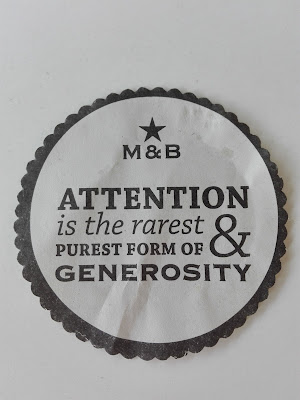 M&B
ATTENTION
is the rarest &
PUREST FORM OF
GENEROSITY